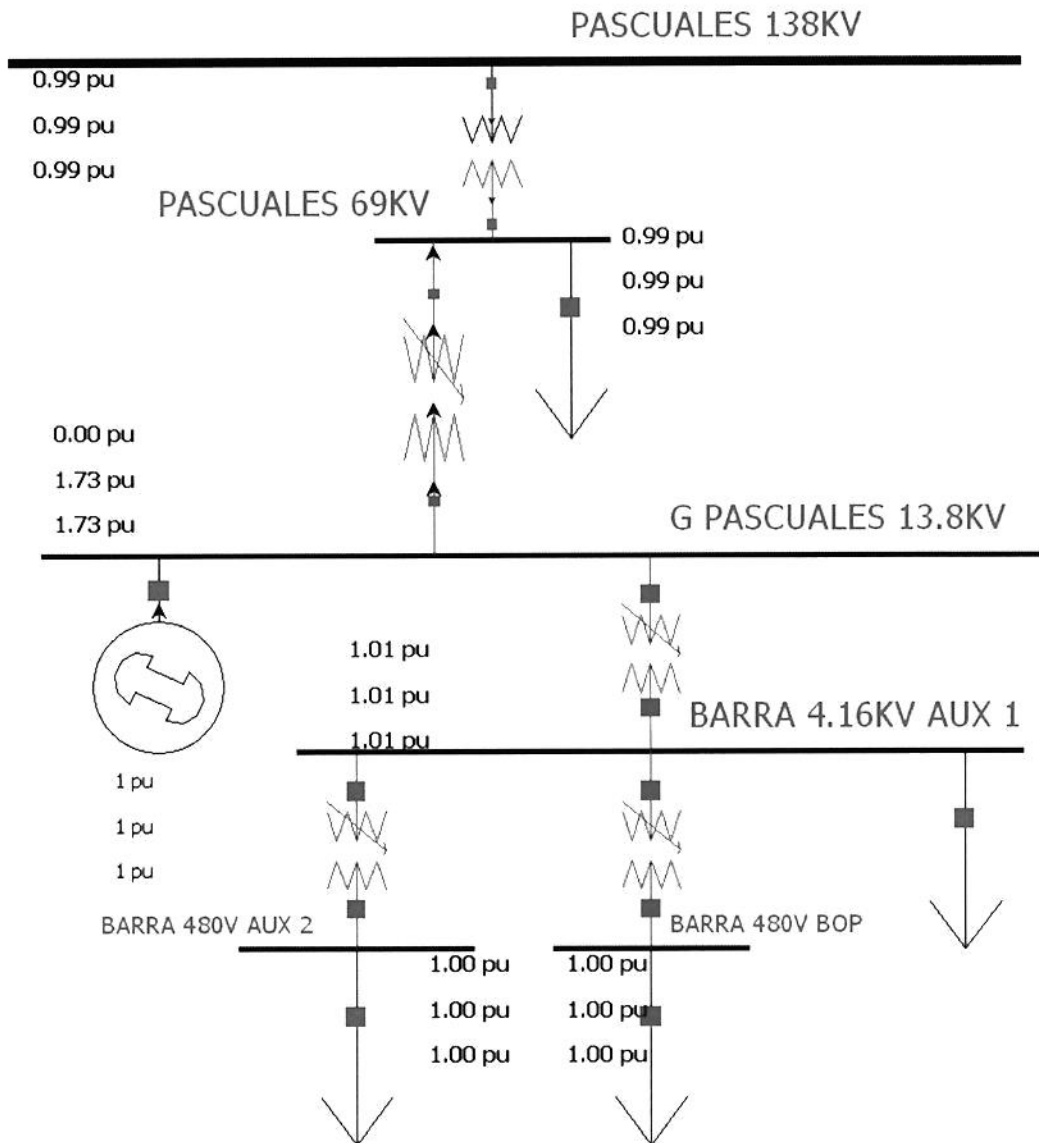 PASCUALES 138KV
0.99 pu
0.99 pu
0.99 pu
PASCUALES 69KV
0.99 pu
0.99 pu
0.99 pu
0.00 pu
1.73 pu
1.73 pu
G PASCUALES 13.8KV
1.01 pu
1.01 pu
1.01 pu
BARRA 4.16KV AUX 1
1 pu
1 pu
1 pu
BARRA 480V AUX 2
BARRA 480V BOP
1.00 pu
1.00 pu
1.00 pu
1.00 pu
1.00 pu
1.00 pu